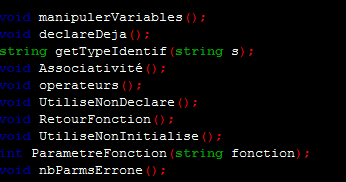 void manipulerVariables();
void declareDeja();
string getTypeIdentif(string s);
void Associativité();
void operateurs();
void UtiliseNonDeclare();
void RetourFonction();
void UtiliseNonInitialise();
int ParametreFonction(string fonction);
void nbParmsErrone();